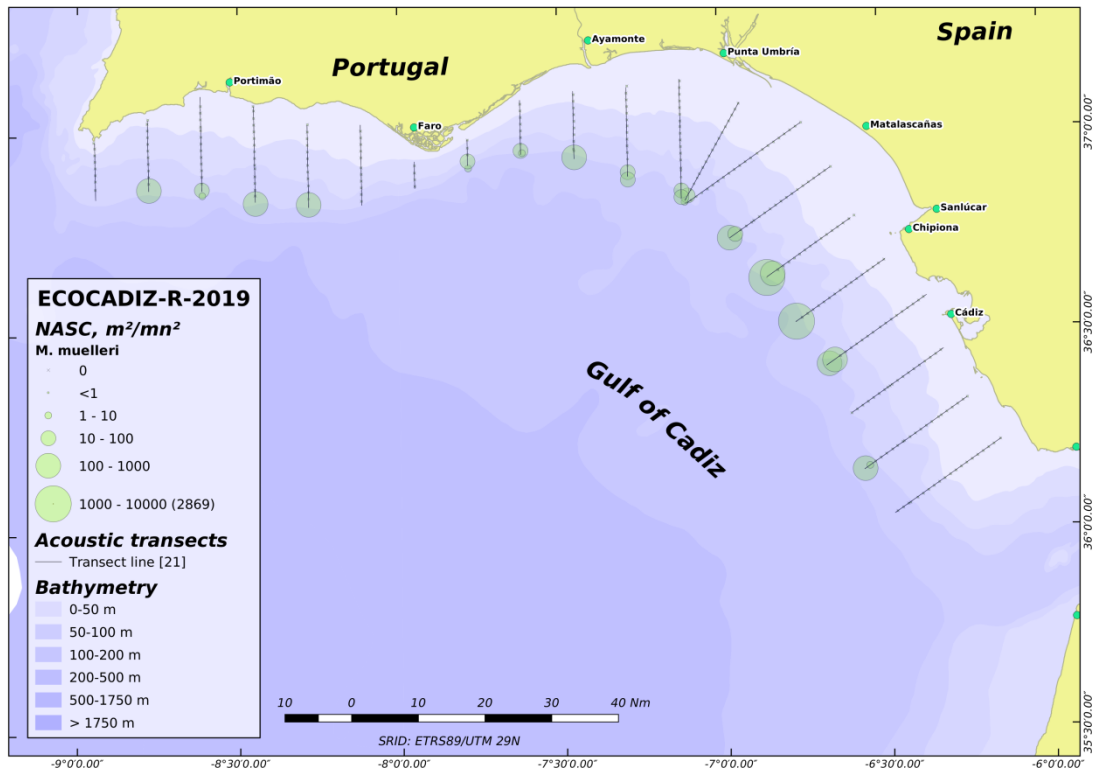 Spain
Portugal
Ayamonte
Punta Umbría
Portimão
Faro
Matalascañas
Sanlúcar
Chipiona
Cádiz
Gulf of Cadiz
ECOCADIZ-R-2019
NASC, m²/mn²
M. muelleri
0
<1
1 - 10
10 - 100
100 - 1000
1000 - 10000 (2869)
Acoustic transects
Transect line [21]
Bathymetry
0-50 m
50-100 m
100-200 m
200-500 m
500-1750 m
> 1750 m
10 0 10 20 30 40 Nm
SRID: ETRS89/UTM 29N
37°0'0.00"
36°30'0.00"
36°0'0.00"
35°30'0.00"
-9°0'0.00" -8°30'0.00" -8°0'0.00" -7°30'0.00" -7°0'0.00" -6°30'0.00" -6°0'0.00"